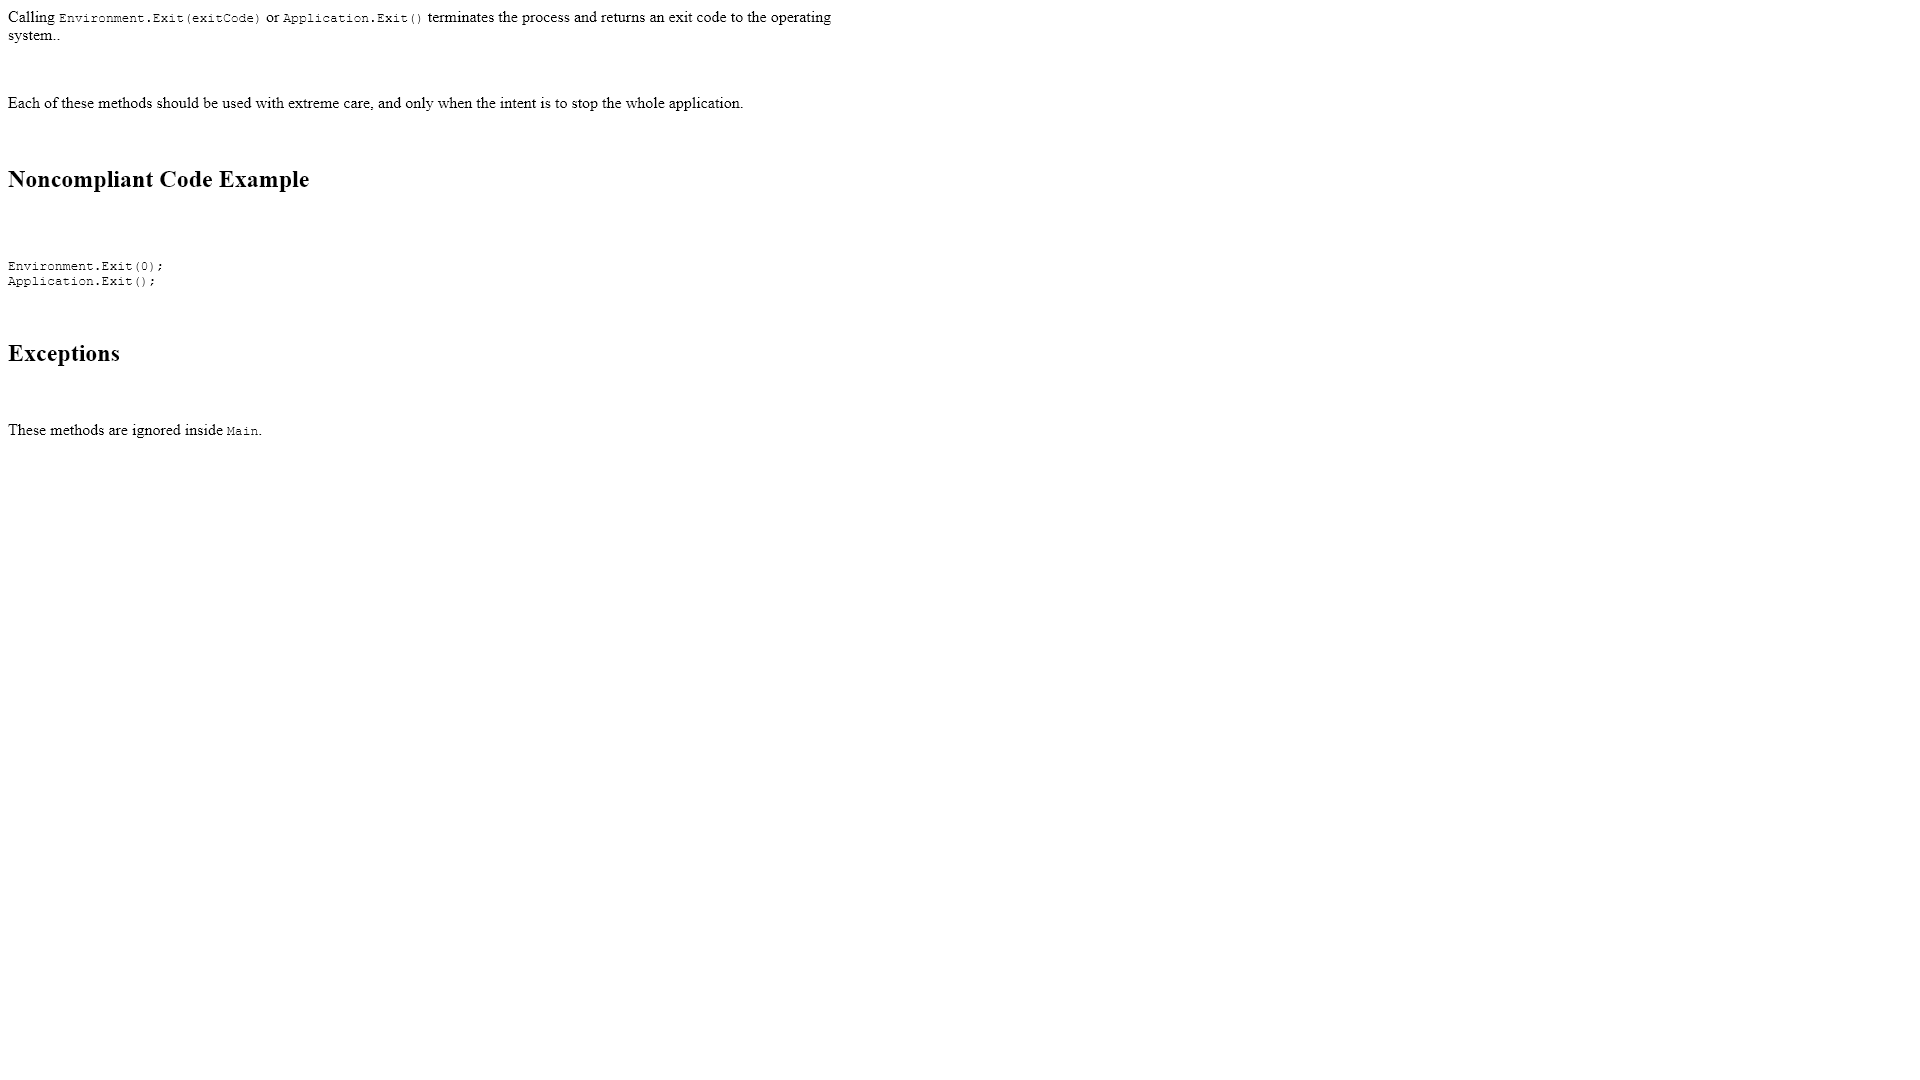 Calling Environment.Exit(exitCode) or Application.Exit() terminates the process and returns an exit code to the operating
system..
Each of these methods should be used with extreme care, and only when the intent is to stop the whole application.
Noncompliant Code Example
Environment.Exit(0);
Application.Exit();
Exceptions
These methods are ignored inside Main.